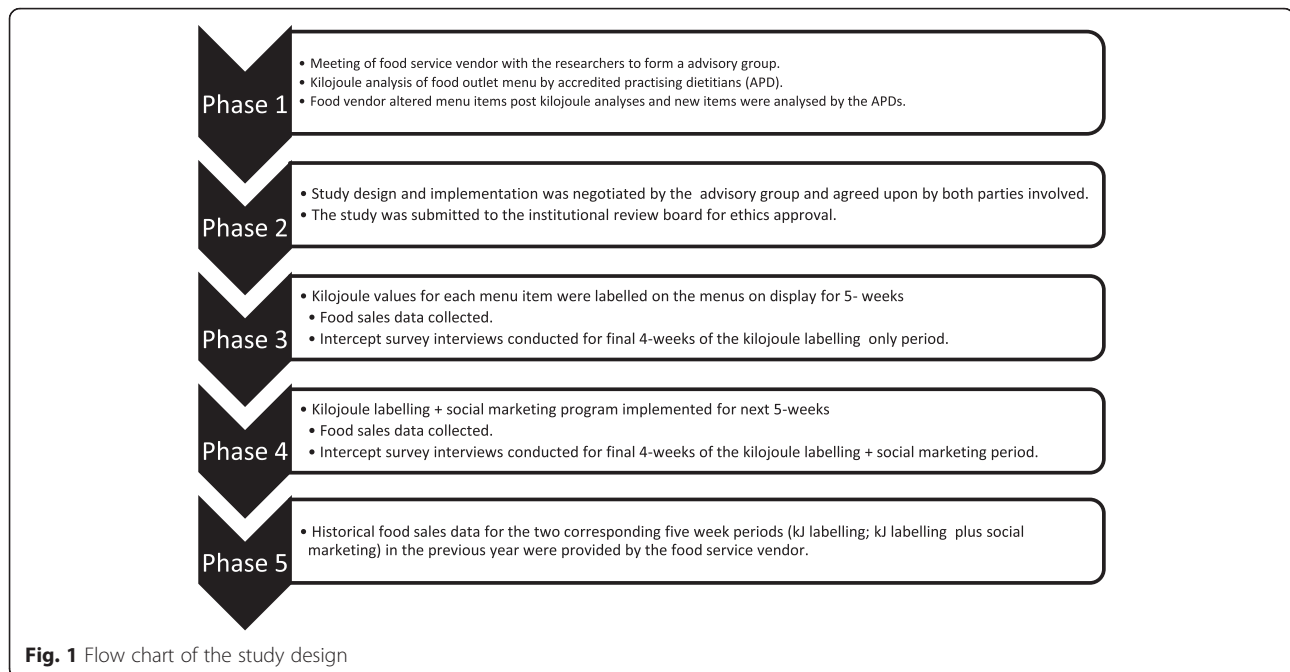 Phase 1
• Meeting of food service vendor with the researchers to form a advisory group.
• Kilojoule analysis of food outlet menu by accredited practising dietitians (APD).
• Food vendor altered menu items post kilojoule analyses and new items were analysed by the APDs.
Phase 2
• Study design and implementation was negotiated by the advisory group and agreed upon by both parties involved.
• The study was submitted to the institutional review board for ethics approval.
Phase 3
• Kilojoule values for each menu item were labelled on the menus on display for 5- weeks
• Food sales data collected.
• Intercept survey interviews conducted for final 4-weeks of the kilojoule labelling only period.
Phase 4
• Kilojoule labelling + social marketing program implemented for next 5-weeks
• Food sales data collected.
• Intercept survey interviews conducted for final 4-weeks of the kilojoule labelling + social marketing period.
Phase 5
• Historical food sales data for the two corresponding five week periods (kJ labelling; kJ labelling plus social
marketing) in the previous year were provided by the food service vendor.
Fig. 1 Flow chart of the study design